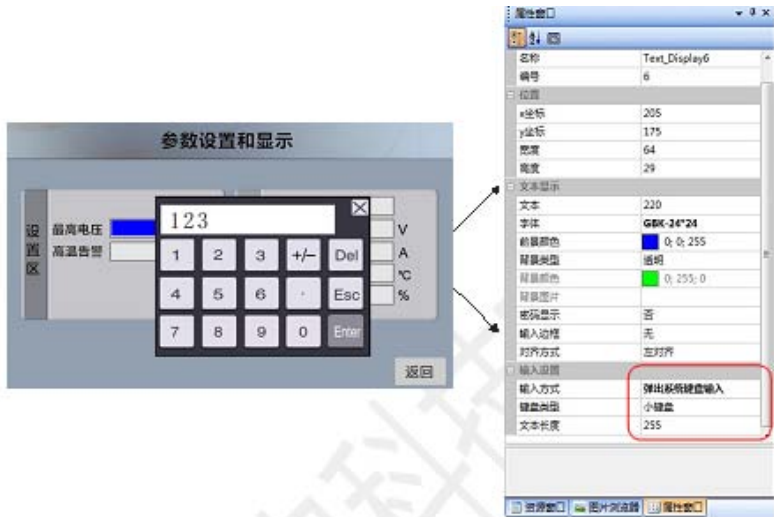 参数设置和显示
设置区
最高电压
高温告警
V
A
℃
%
返回
123
1 2 3 +/- Del
4 5 6 . Esc
7 8 9 0 Enter
属性窗口
名称 Text_Display6
编号 6
位置
x坐标 205
y坐标 175
宽度 64
高度 29
文本显示
文本 220
字体 GBK-24*24
前景颜色 0; 0; 255
背景类型 透明
背景颜色 0; 255; 0
背景图片
密码显示 否
输入边框 无
对齐方式 左对齐
输入设置
输入方式 弹出系统键盘输入
键盘类型 小键盘
文本长度 255
资源窗口 图片浏览器 属性窗口